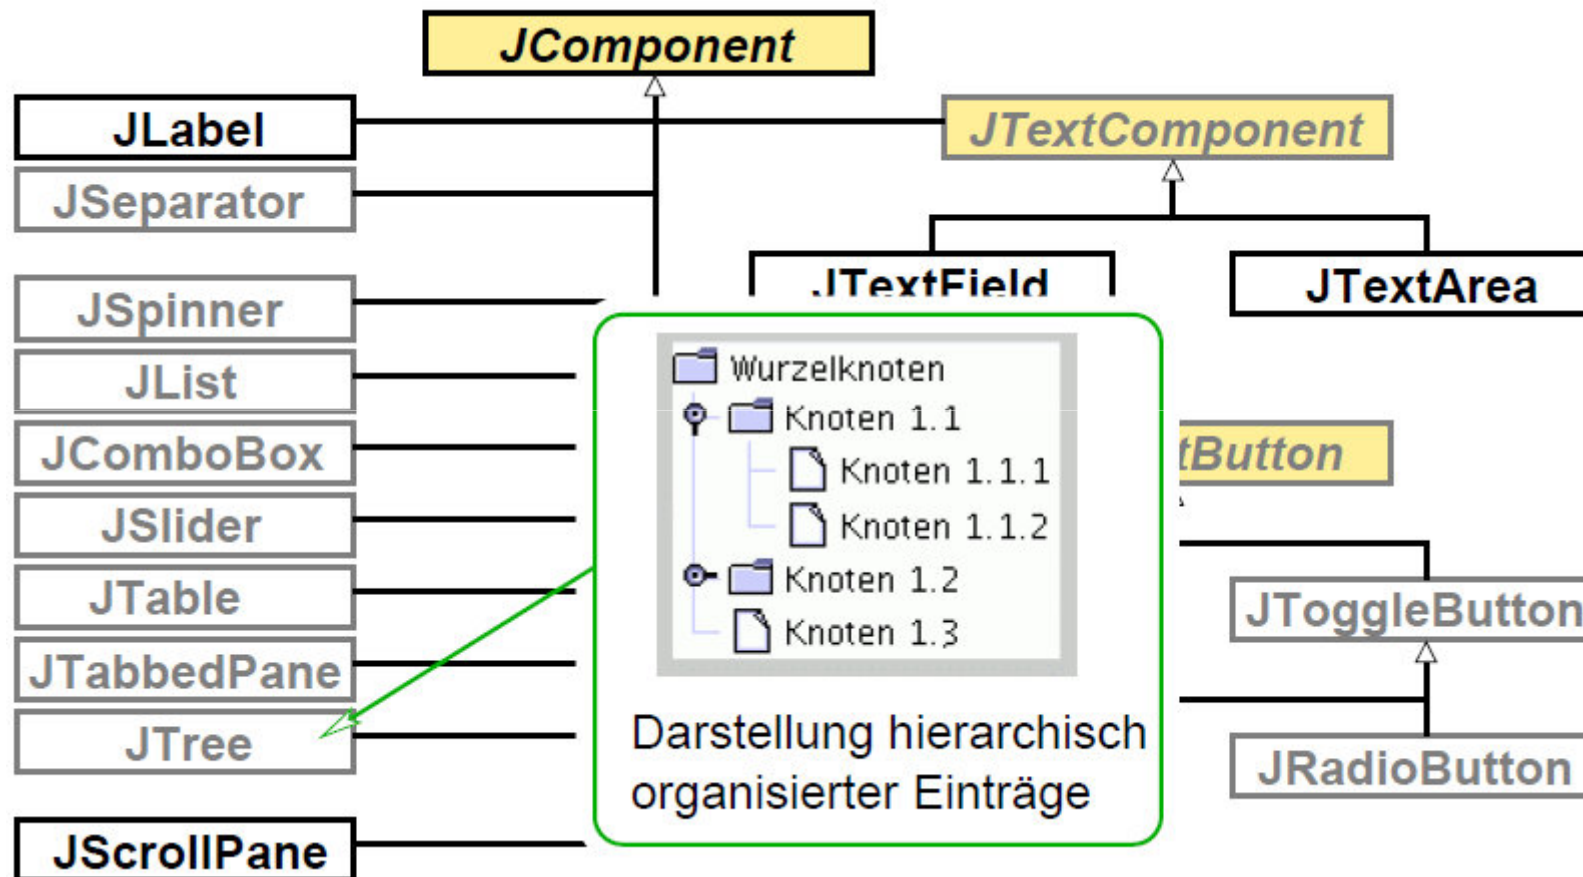 JComponent
JLabel
JTextComponent
JSeparator
JTextField
JTextArea
JSpinner
JList
JComboBox
JSlider
JTable
JTabbedPane
JTree
JScrollPane
Wurzelknoten
Knoten 1.1
Knoten 1.1.1
Knoten 1.1.2
Knoten 1.2
Knoten 1.3
Darstellung hierarchisch
organisierter Einträge
tButton
JToggleButton
JRadioButton